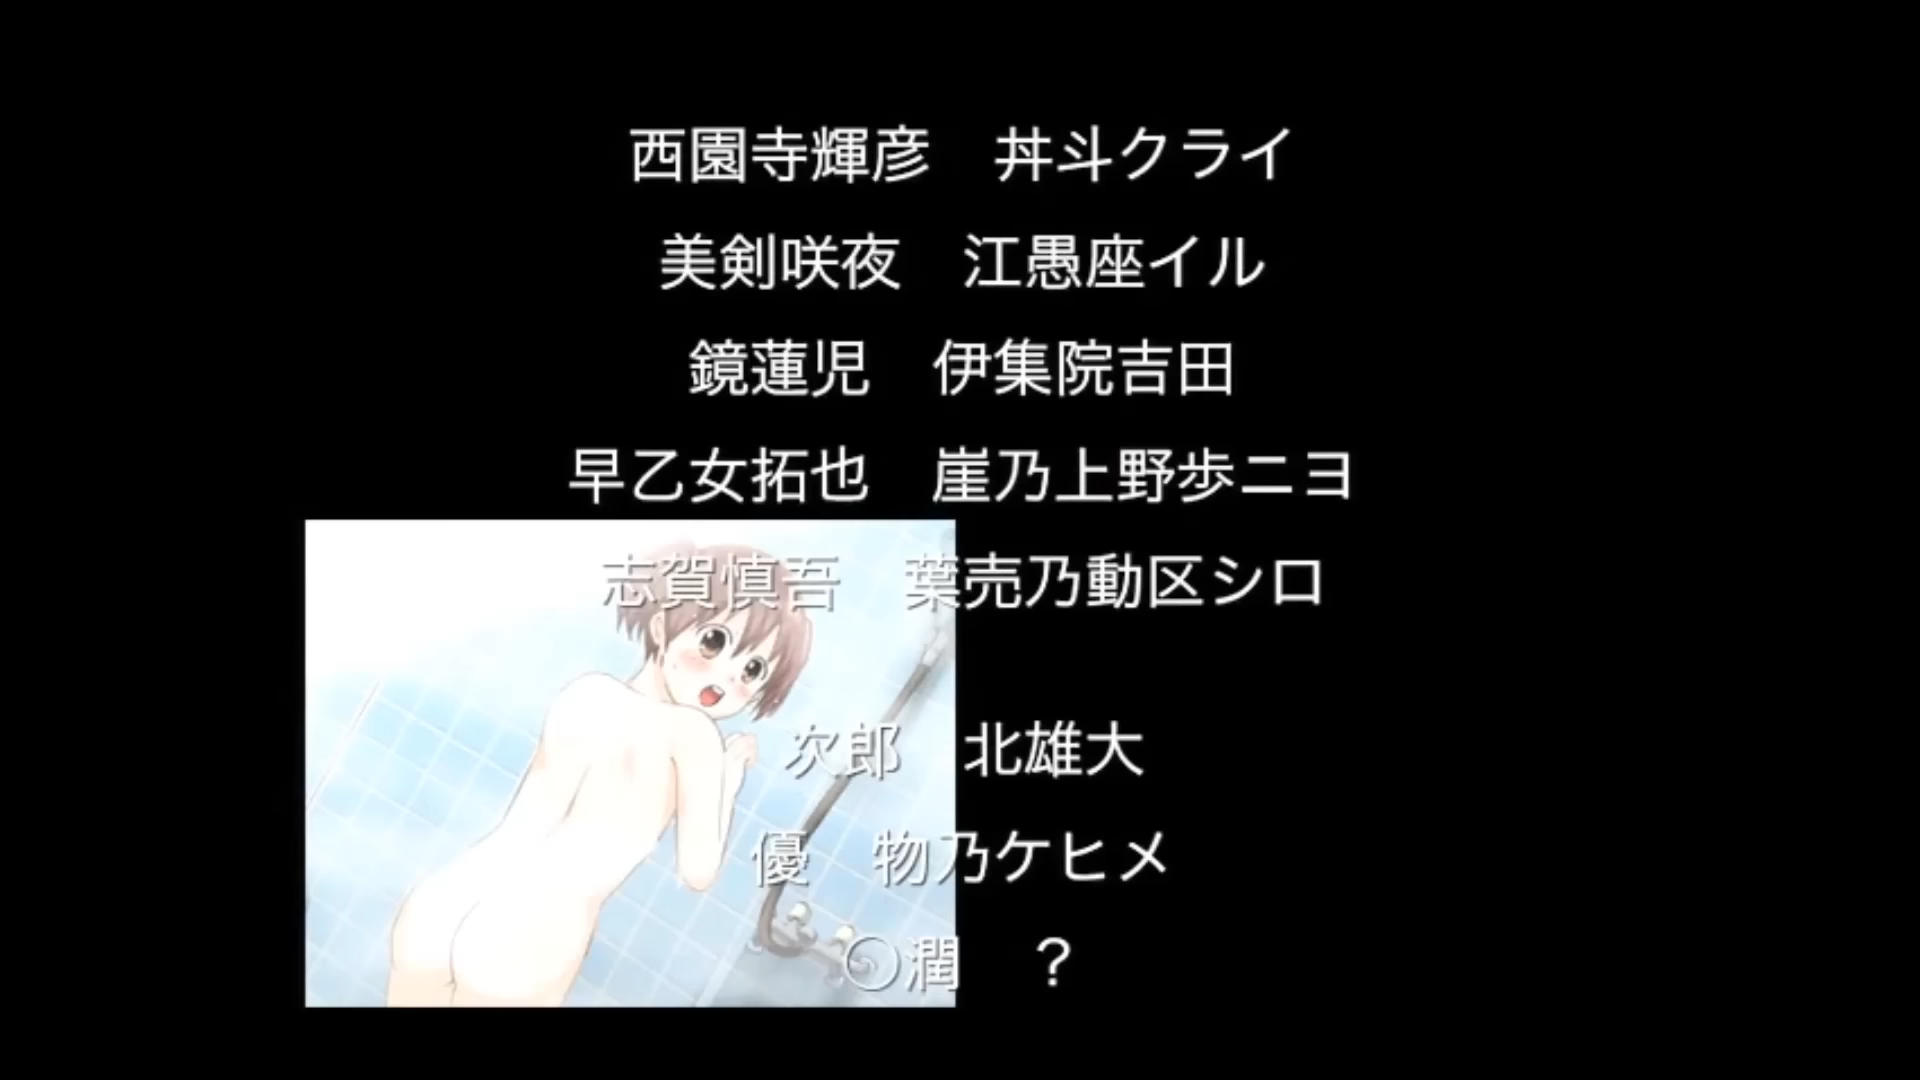 西園寺輝彦　丼斗クライ
美剣咲夜　江愚座イル
鏡蓮児　伊集院吉田
早乙女拓也　崖乃上野歩ニヨ
志賀慎吾　葉売乃動区シロ
次郎　北雄大
優　物乃ケヒメ
〇潤　？